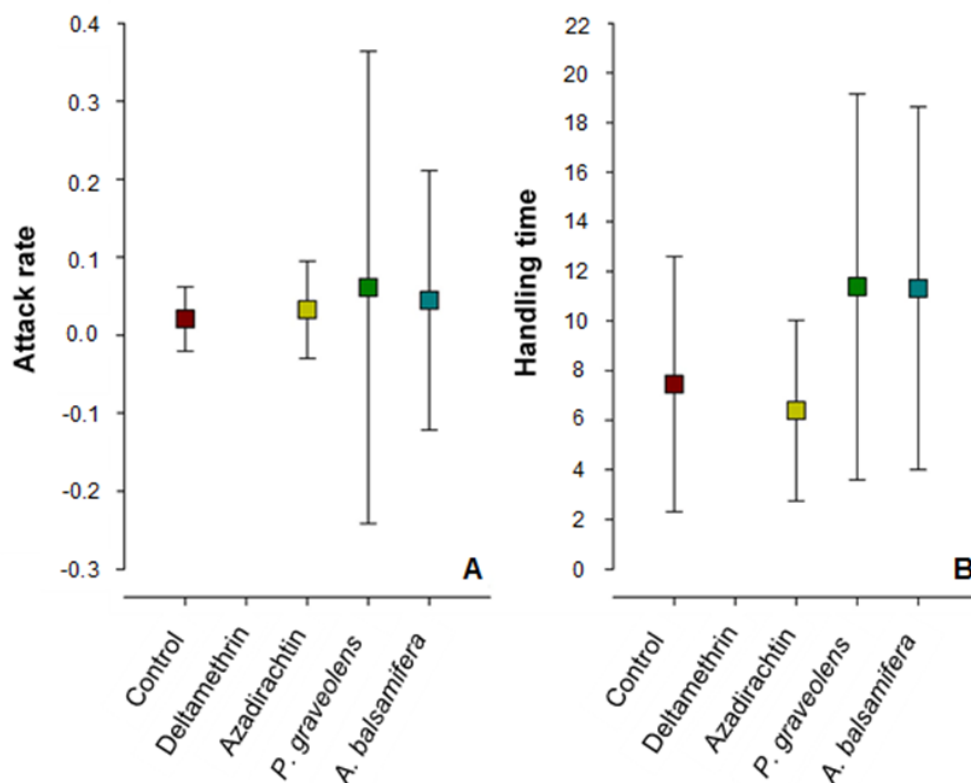 Attack rate
0.4
0.3
0.2
0.1
0.0
-0.1
-0.2
-0.3
A
Control
Deltamethrin
Azadirachtin
P. graveolens
A. balsamifera
Handling time
22
20
18
16
14
12
10
8
6
4
2
0
B
Control
Deltamethrin
Azadirachtin
P. graveolens
A. balsamifera